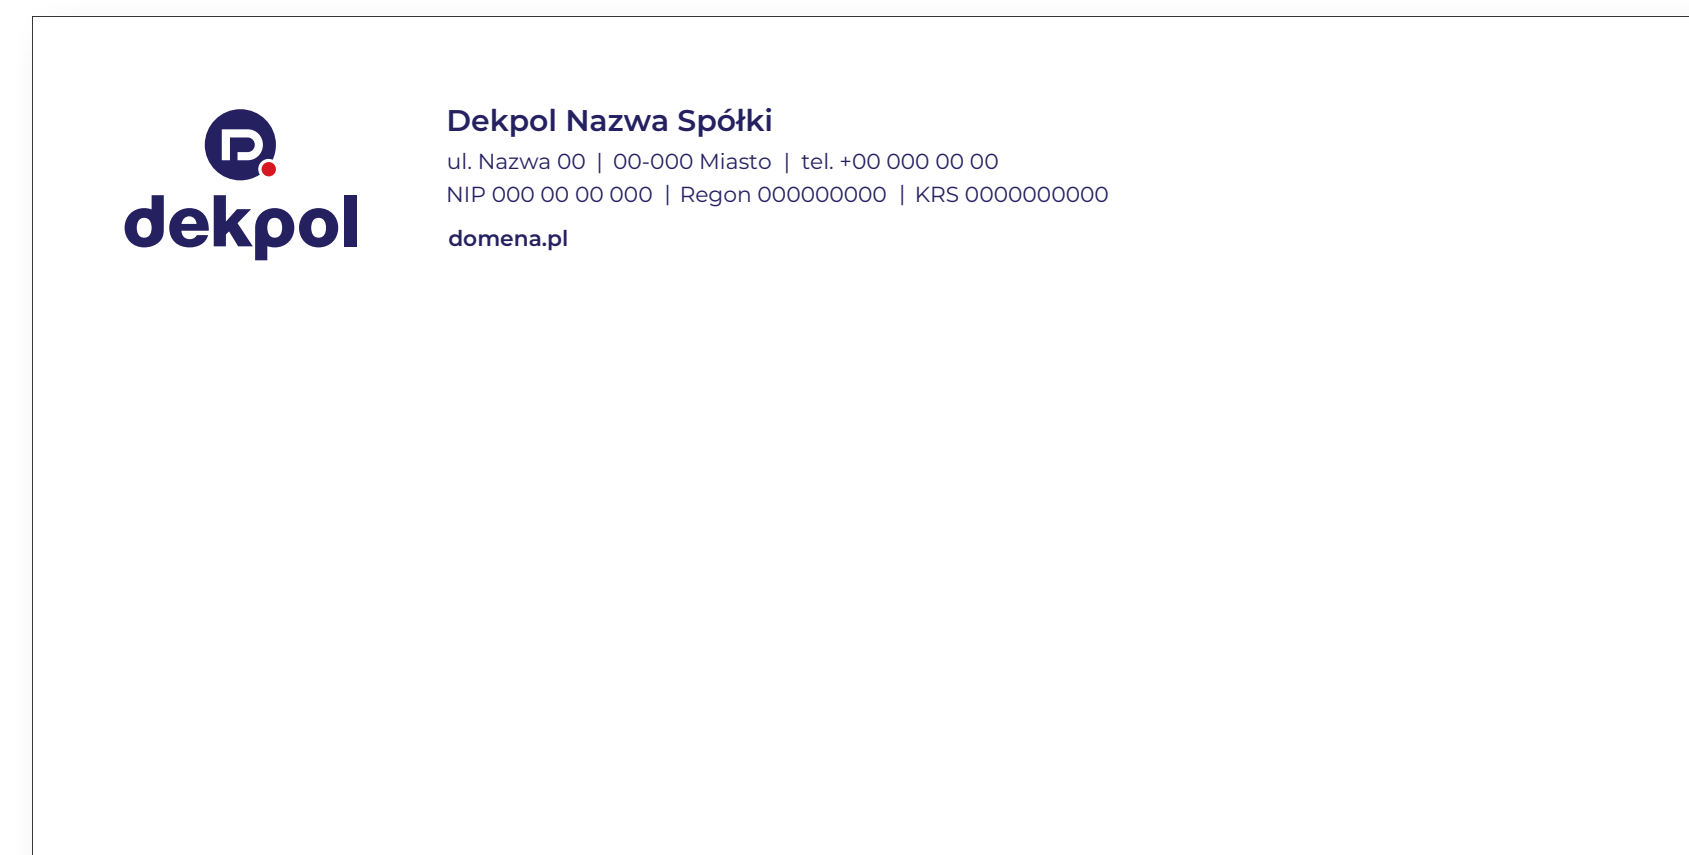 dekpol
Dekpol Nazwa Spółki
ul. Nazwa 00 | 00-000 Miasto | tel. +00 000 00 00
NIP 000 00 00 000 | Regon 000000000 | KRS 0000000000
domena.pl